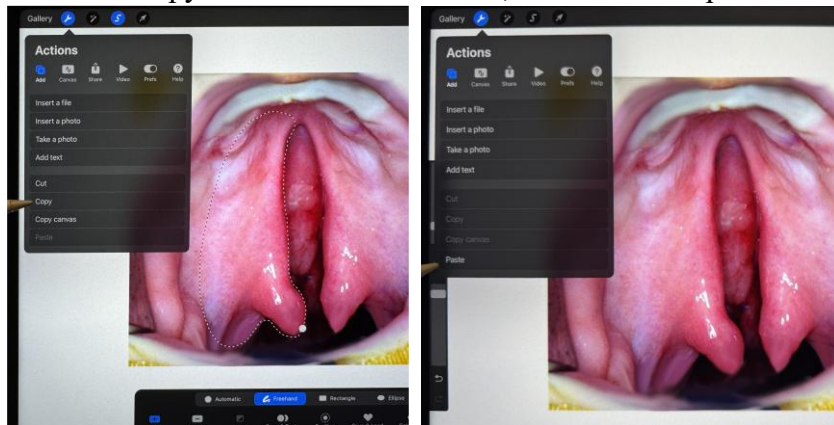 Gallery
Actions
Add Canvas Share Video Prefs Help
Insert a file
Insert a photo
Take a photo
Add text
Cut
Copy
Copy canvas
Paste
Automatic Freehand Rectangle Ellipse
Gallery
Actions
Add Canvas Share Video Prefs Help
Insert a file
Insert a photo
Take a photo
Add text
Cut
Copy
Copy canvas
Paste